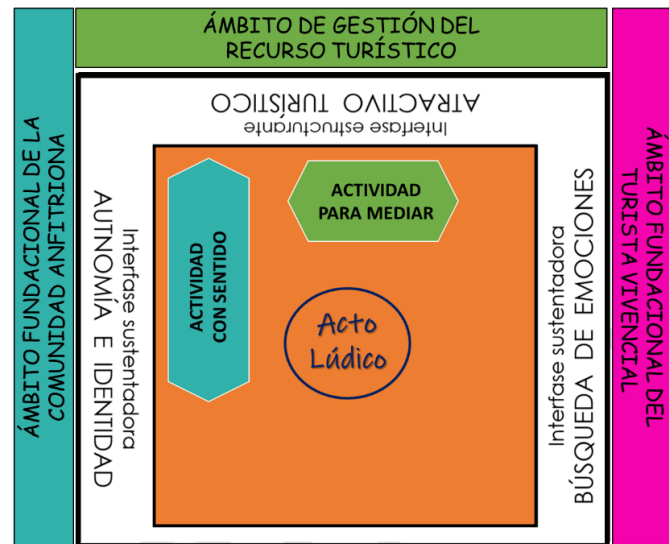 ÁMBITO DE GESTIÓN DEL
RECURSO TURÍSTICO
ÁMBITO FUNDACIONAL DE LA
COMUNIDAD ANFITRIONA
ÁMBITO FUNDACIONAL DEL
TURISTA VIVENCIAL
Interfase estructurante
ATRACTIVO TURÍSTICO
AUTNOMÍA E IDENTIDAD
Interfase sustentadora
Interfase sustentadora
BÚSQUEDA DE EMOCIONES
ACTIVIDAD
CON SENTIDO
ACTIVIDAD
PARA MEDIAR
Acto
Lúdico